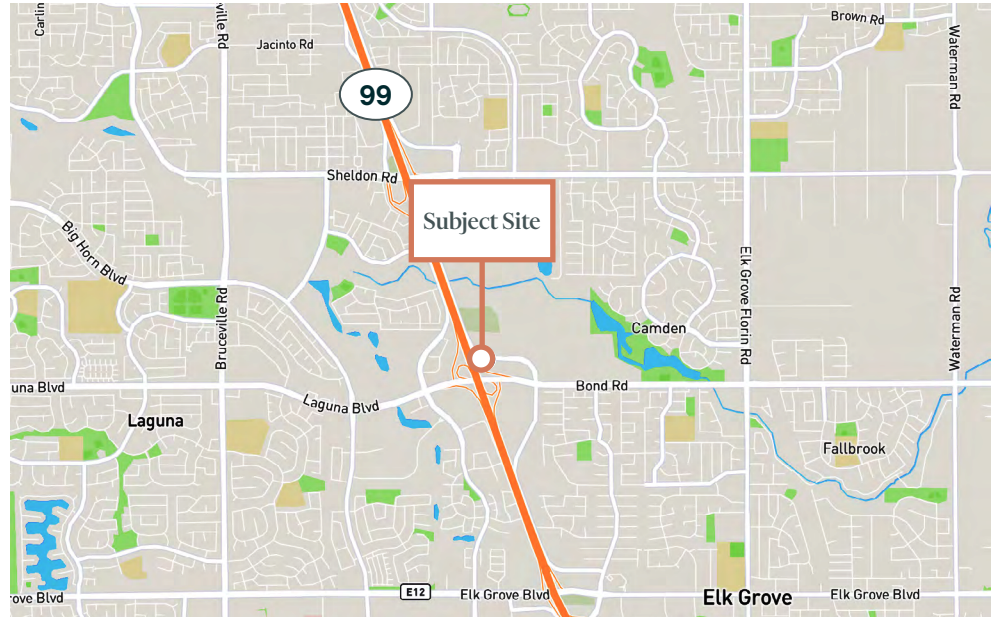 Carlin
ville Rd
Jacinto Rd
Brown Rd
Waterman Rd
99
Sheldon Rd
Subject Site
Big Horn Blvd
Bruceville Rd
Elk Grove Florin Rd
Waterman Rd
Camden
una Blvd
Laguna Blvd
Bond Rd
Laguna
Fallbrook
rove Blvd
E12
Elk Grove Blvd
Elk Grove
Elk Grove Blvd